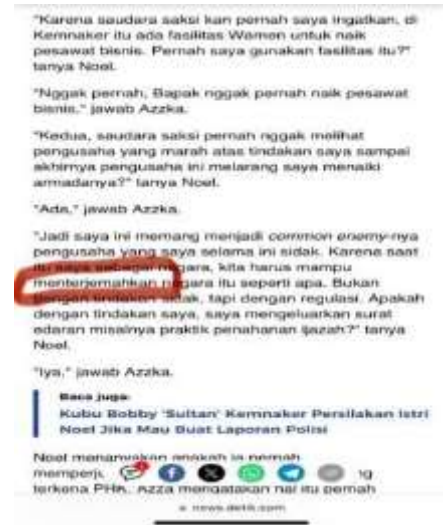 "Karena saudara saksi kan pernah saya ingatkan, di
Kemnaker itu ada fasilitas Wamen untuk naik
pesawat bisnis. Pernah saya gunakan fasilitas itu?"
tanya Noel.
"Nggak pernah, Bapak nggak pernah naik pesawat
bisnis," jawab Azzka.
"Kedua, saudara saksi pernah nggak melihat
pengusaha yang marah atas tindakan saya sampai
akhirnya pengusaha ini melarang saya menaiki
armadanya?" tanya Noel.
"Ada," jawab Azzka.
"Jadi saya ini memang menjadi common enemy-nya
pengusaha yang saya selama ini sidak. Karena saat
itu saya sebagai negara, kita harus mampu
menterjemahkan negara itu seperti apa. Bukan
dengan tindakan sidak, tapi dengan regulasi. Apakah
dengan tindakan saya, saya mengeluarkan surat
edaran misalnya praktik penahanan ijazah?" tanya
Noel.
"Iya," jawab Azzka.
Baca juga:
Kubu Bobby 'Sultan' Kemnaker Persilakan Istri
Noel Jika Mau Buat Laporan Polisi
Noel menanyakan apakah ia pernah
terkena PHK. Azza mengatakan hal itu pernah
news.detik.com